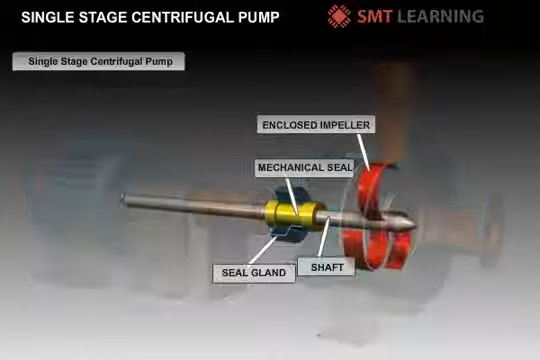 SINGLE STAGE CENTRIFUGAL PUMP
SMT LEARNING
Single Stage Centrifugal Pump
ENCLOSED IMPELLER
MECHANICAL SEAL
SEAL GLAND
SHAFT